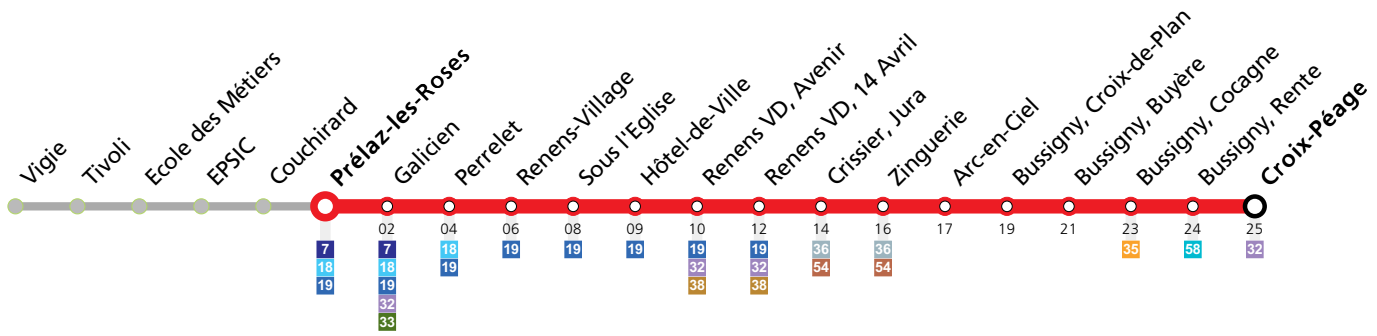 Vigie
Tivoli
Ecole des Métiers
EPSIC
Couchirard
Prélaz-les-Roses
Galicien
Perrelet
Renens-Village
Sous l'Eglise
Hôtel-de-Ville
Renens VD, Avenir
Renens VD, 14 Avril
Crissier, Jura
Zinguerie
Arc-en-Ciel
Bussigny, Croix-de-Plan
Bussigny, Buyère
Bussigny, Cocagne
Bussigny, Rente
Croix-Péage
02 04 06 08 09 10 12 14 16 17 19 21 23 24 25
7 7 18 19 19 19 19 19 36 36 35 58 32
18 18 19 32 32 54 54
19 19 38 38
32
33